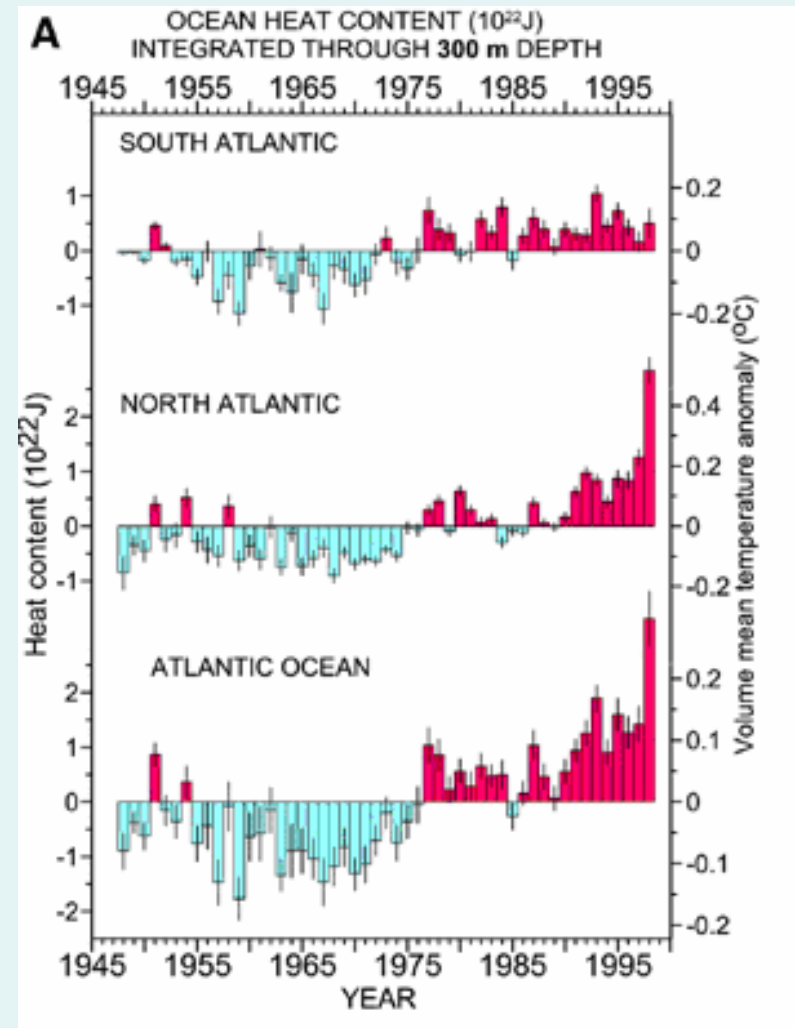 A
OCEAN HEAT CONTENT (10²²J)
INTEGRATED THROUGH 300 m DEPTH
1945 1955 1965 1975 1985 1995
SOUTH ATLANTIC
1
0
-1
0.2
0
-0.2
NORTH ATLANTIC
2
1
0
-1
0.4
0.2
0
-0.2
ATLANTIC OCEAN
2
1
0
-1
-2
0.2
0.1
0
-0.1
-0.2
Heat content (10²²J)
Volume mean temperature anomaly (°C)
1945 1955 1965 1975 1985 1995
YEAR